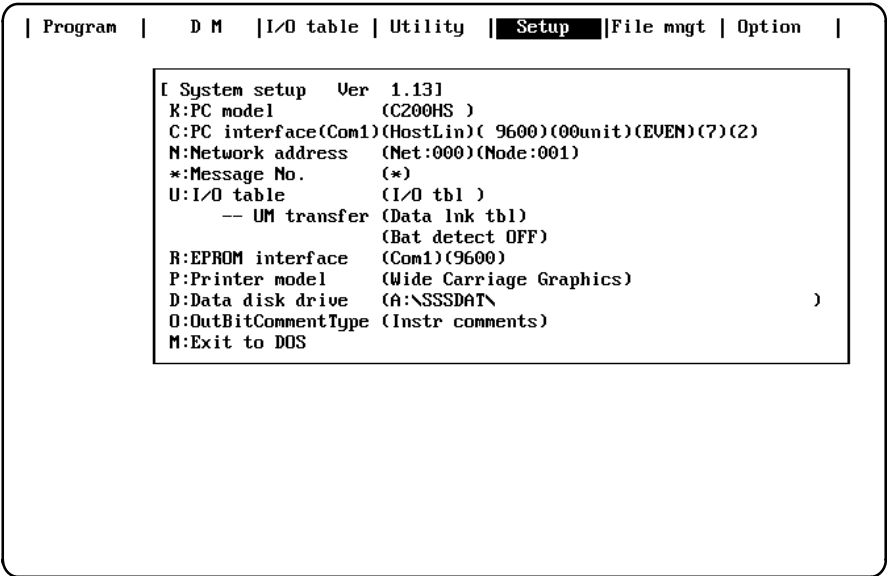 | Program | D M |I/O table | Utility | Setup |File mngt | Option |
[ System setup Ver 1.13]
K:PC model (C200HS )
C:PC interface(Com1)(HostLin)( 9600)(00unit)(EVEN)(7)(2)
N:Network address (Net:000)(Node:001)
*:Message No. (*)
U:I/O table (I/O tbl )
-- UM transfer (Data lnk tbl)
(Bat detect OFF)
R:EPROM interface (Com1)(9600)
P:Printer model (Wide Carriage Graphics)
D:Data disk drive (A:\SSSDAT\ )
O:OutBitCommentType (Instr comments)
M:Exit to DOS